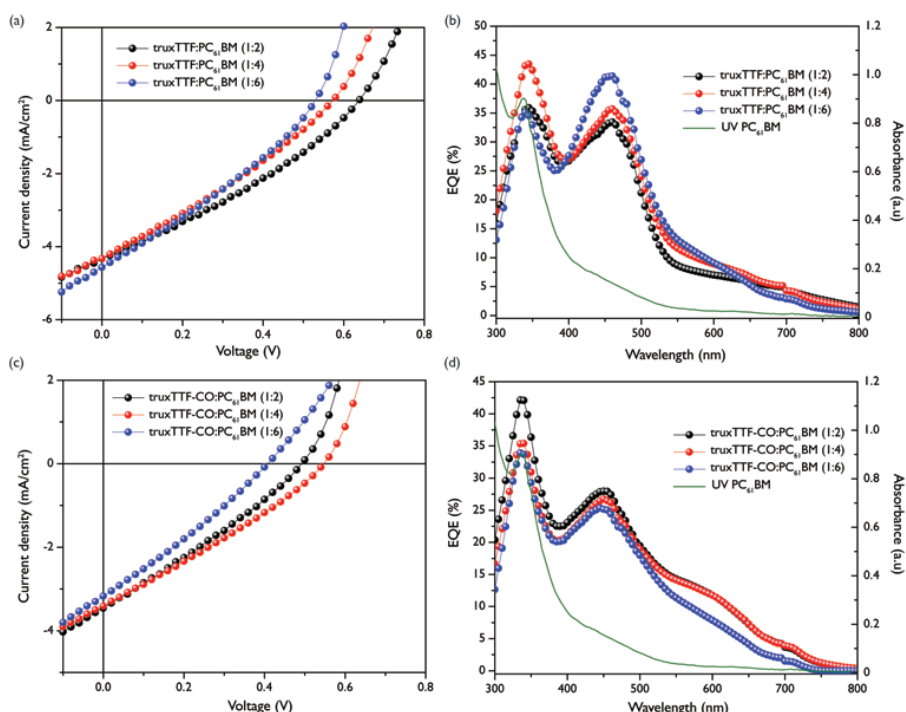 (a)
2
0
-2
-4
-6
0.0
0.2
0.4
0.6
0.8
Current density (mA/cm²)
Voltage (V)
truxTTF:PC₆₁BM (1:2)
truxTTF:PC₆₁BM (1:4)
truxTTF:PC₆₁BM (1:6)
(b)
50
45
40
35
30
25
20
15
10
5
0
EQE (%)
300
400
500
600
700
800
Wavelength (nm)
1.2
1.0
0.8
0.6
0.4
0.2
0
Absorbance (a.u)
truxTTF:PC₆₁BM (1:2)
truxTTF:PC₆₁BM (1:4)
truxTTF:PC₆₁BM (1:6)
UV PC₆₁BM
(c)
2
0
-2
-4
0.0
0.2
0.4
0.6
0.8
Current density (mA/cm²)
Voltage (V)
truxTTF-CO:PC₆₁BM (1:2)
truxTTF-CO:PC₆₁BM (1:4)
truxTTF-CO:PC₆₁BM (1:6)
(d)
45
40
35
30
25
20
15
10
5
0
EQE (%)
300
400
500
600
700
800
Wavelength (nm)
1.2
1.0
0.8
0.6
0.4
0.2
0
Absorbance (a.u)
truxTTF-CO:PC₆₁BM (1:2)
truxTTF-CO:PC₆₁BM (1:4)
truxTTF-CO:PC₆₁BM (1:6)
UV PC₆₁BM